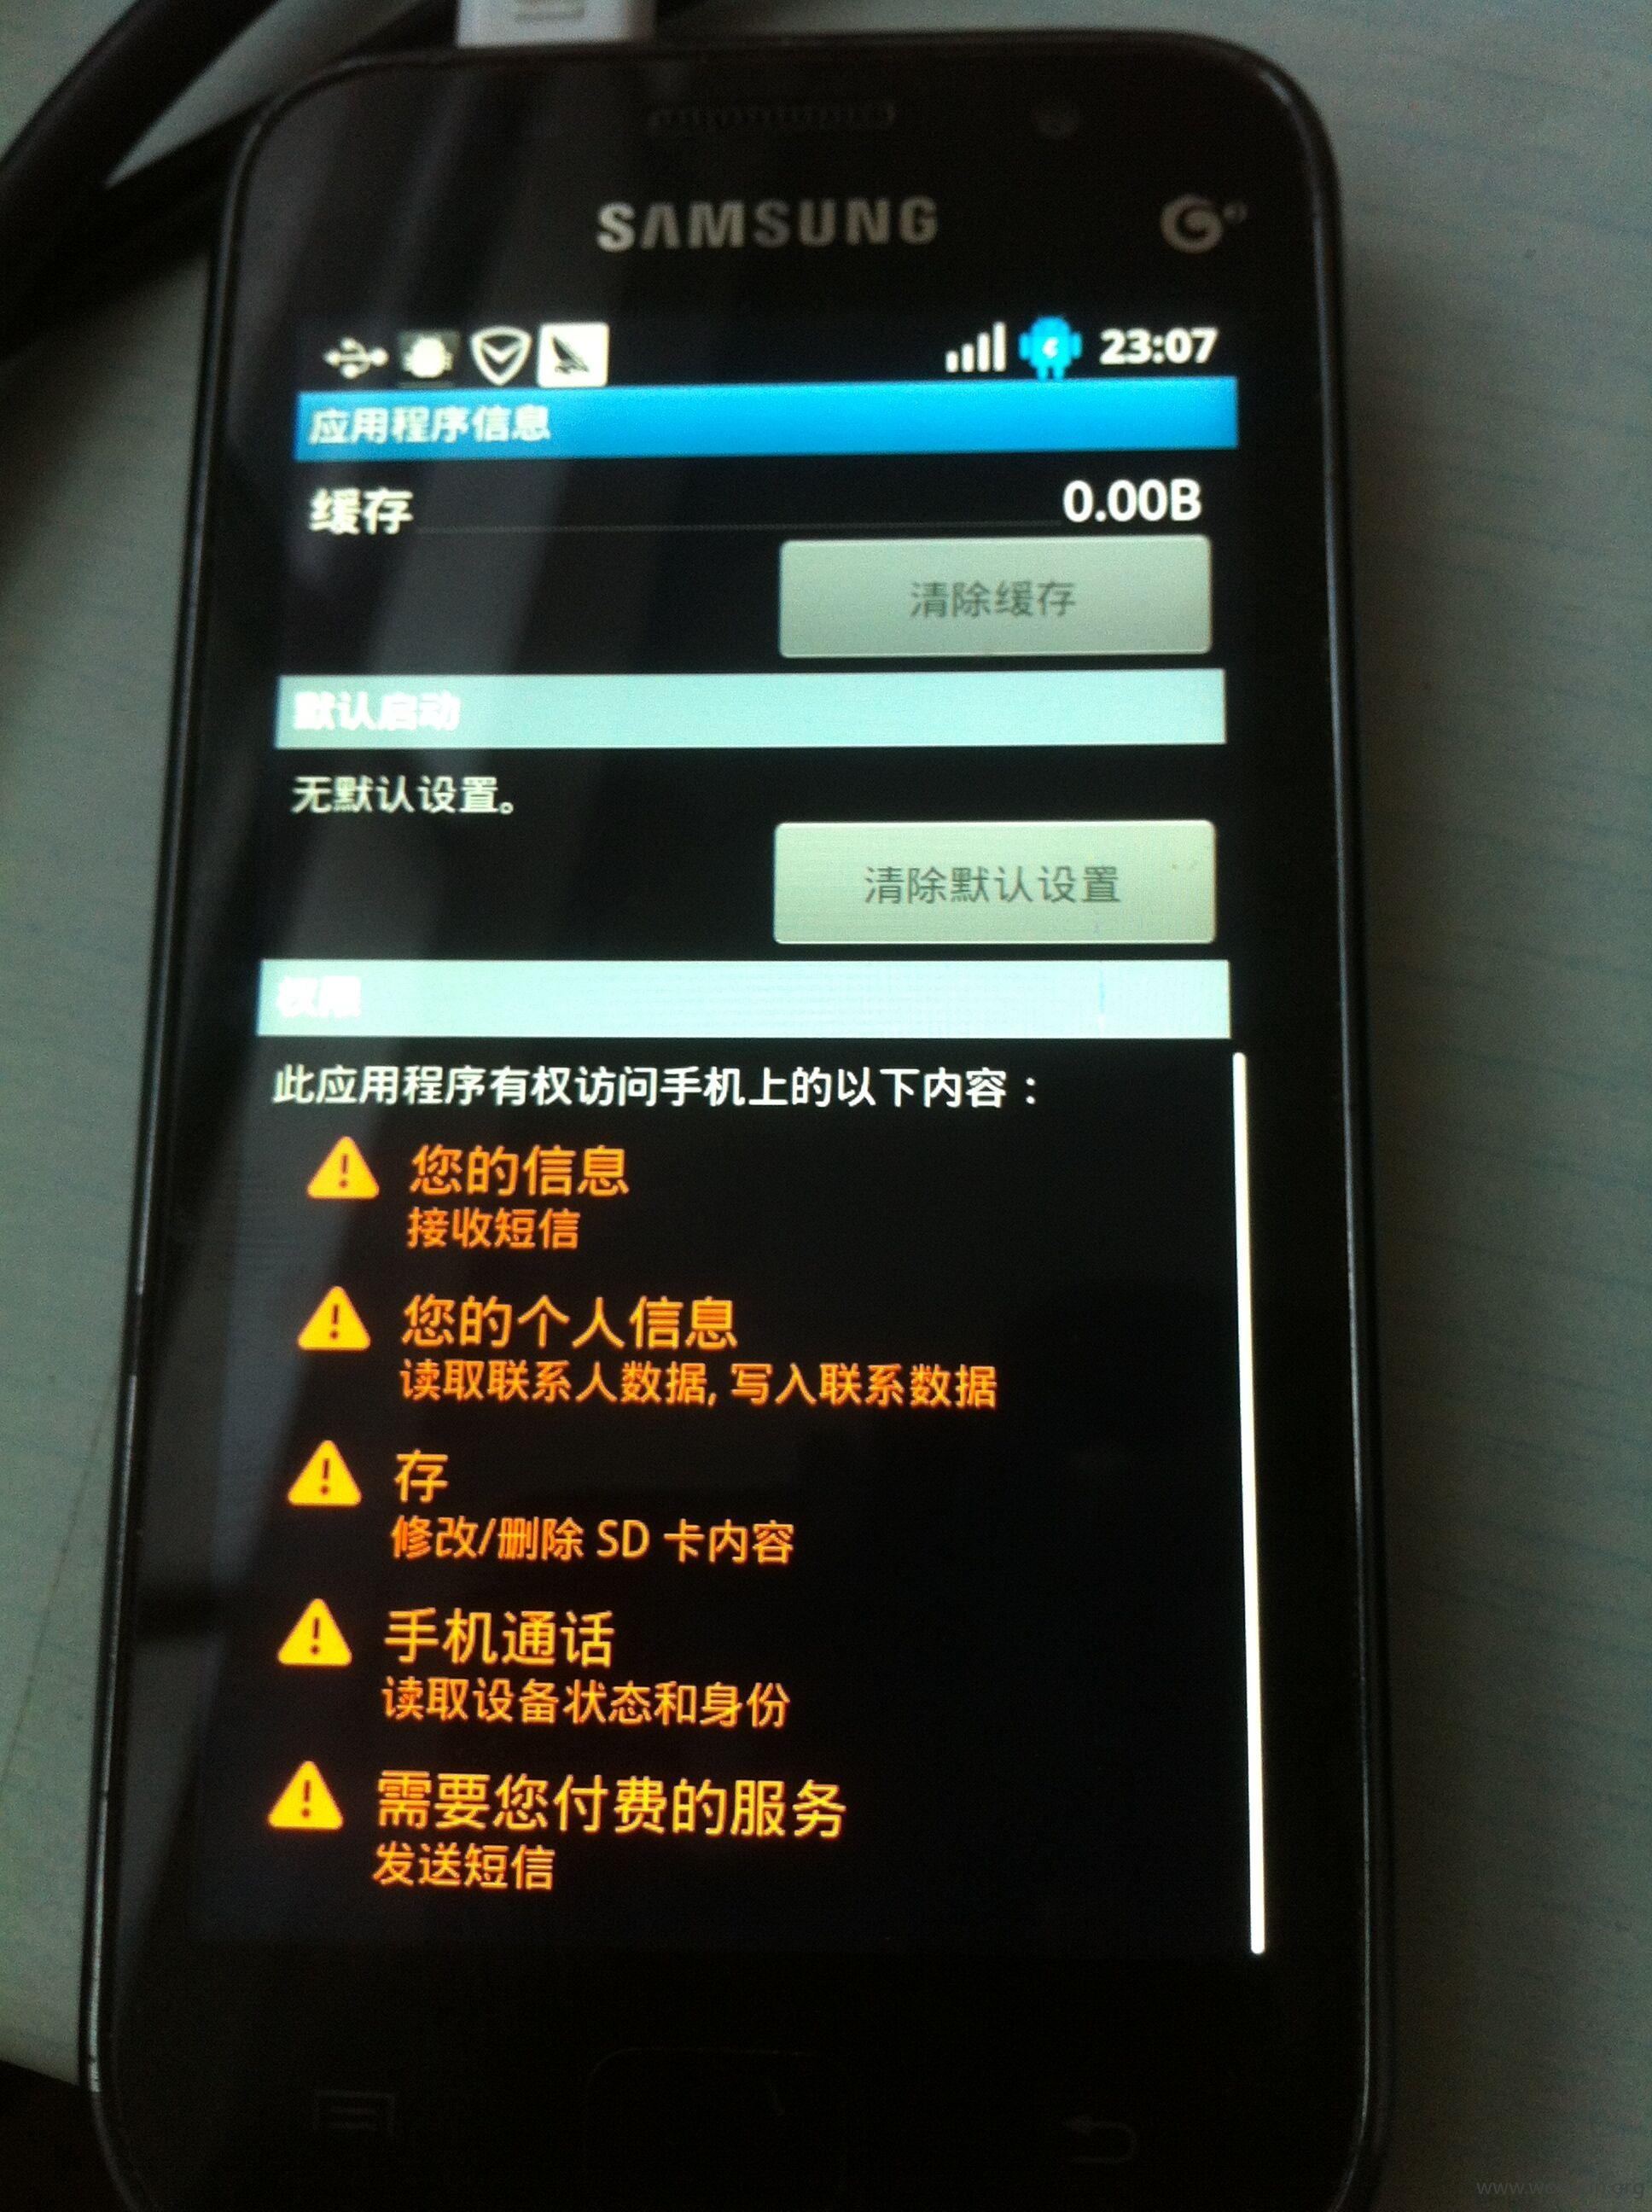 SAMSUNG
23:07
应用程序信息
缓存
0.00B
清除缓存
默认启动
无默认设置。
清除默认设置
权限
此应用程序有权访问手机上的以下内容：
您的信息
接收短信
您的个人信息
读取联系人数据, 写入联系数据
存
修改/删除 SD 卡内容
手机通话
读取设备状态和身份
需要您付费的服务
发送短信